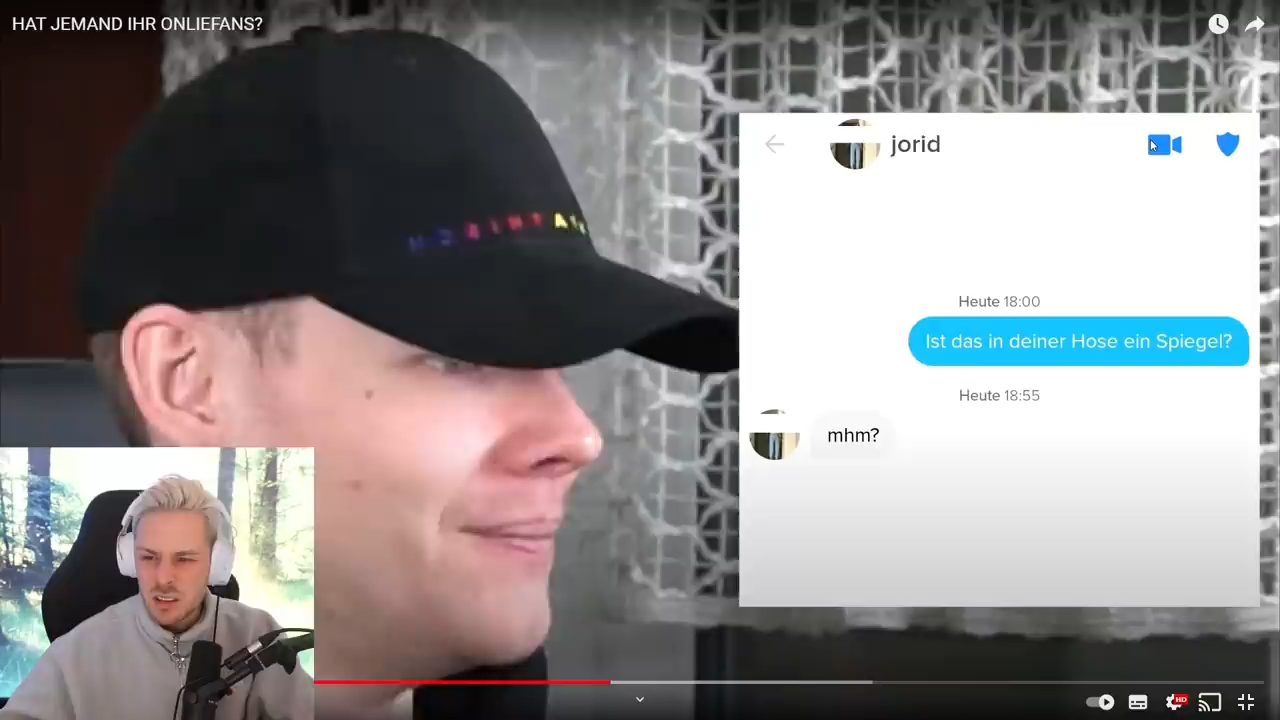 HAT JEMAND IHR ONLIEFANS?
jorid
Heute 18:00
Ist das in deiner Hose ein Spiegel?
Heute 18:55
mhm?
HD